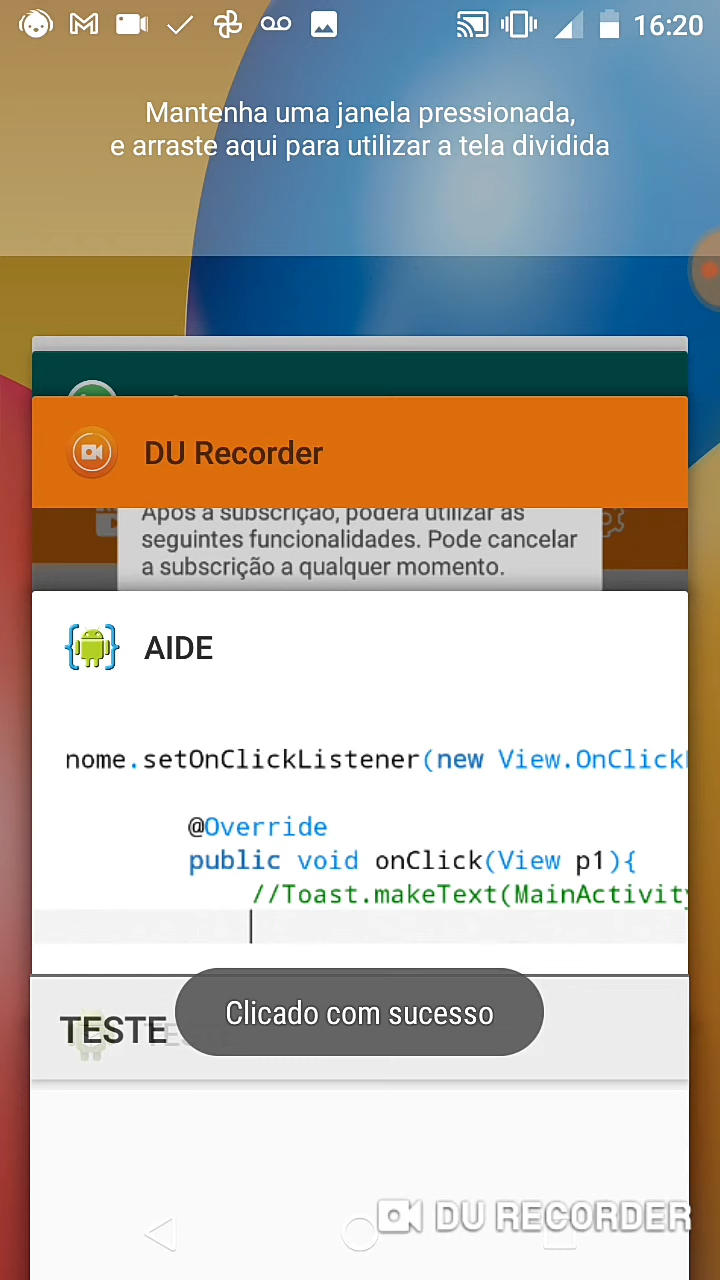 16:20
Mantenha uma janela pressionada,
e arraste aqui para utilizar a tela dividida
DU Recorder
Após a subscrição, poderá utilizar as
seguintes funcionalidades. Pode cancelar
a subscrição a qualquer momento.
AIDE
nome.setOnClickListener(new View.OnClick
@Override
public void onClick(View p1){
//Toast.makeText(MainActivity
TESTE
Clicado com sucesso
DU RECORDER